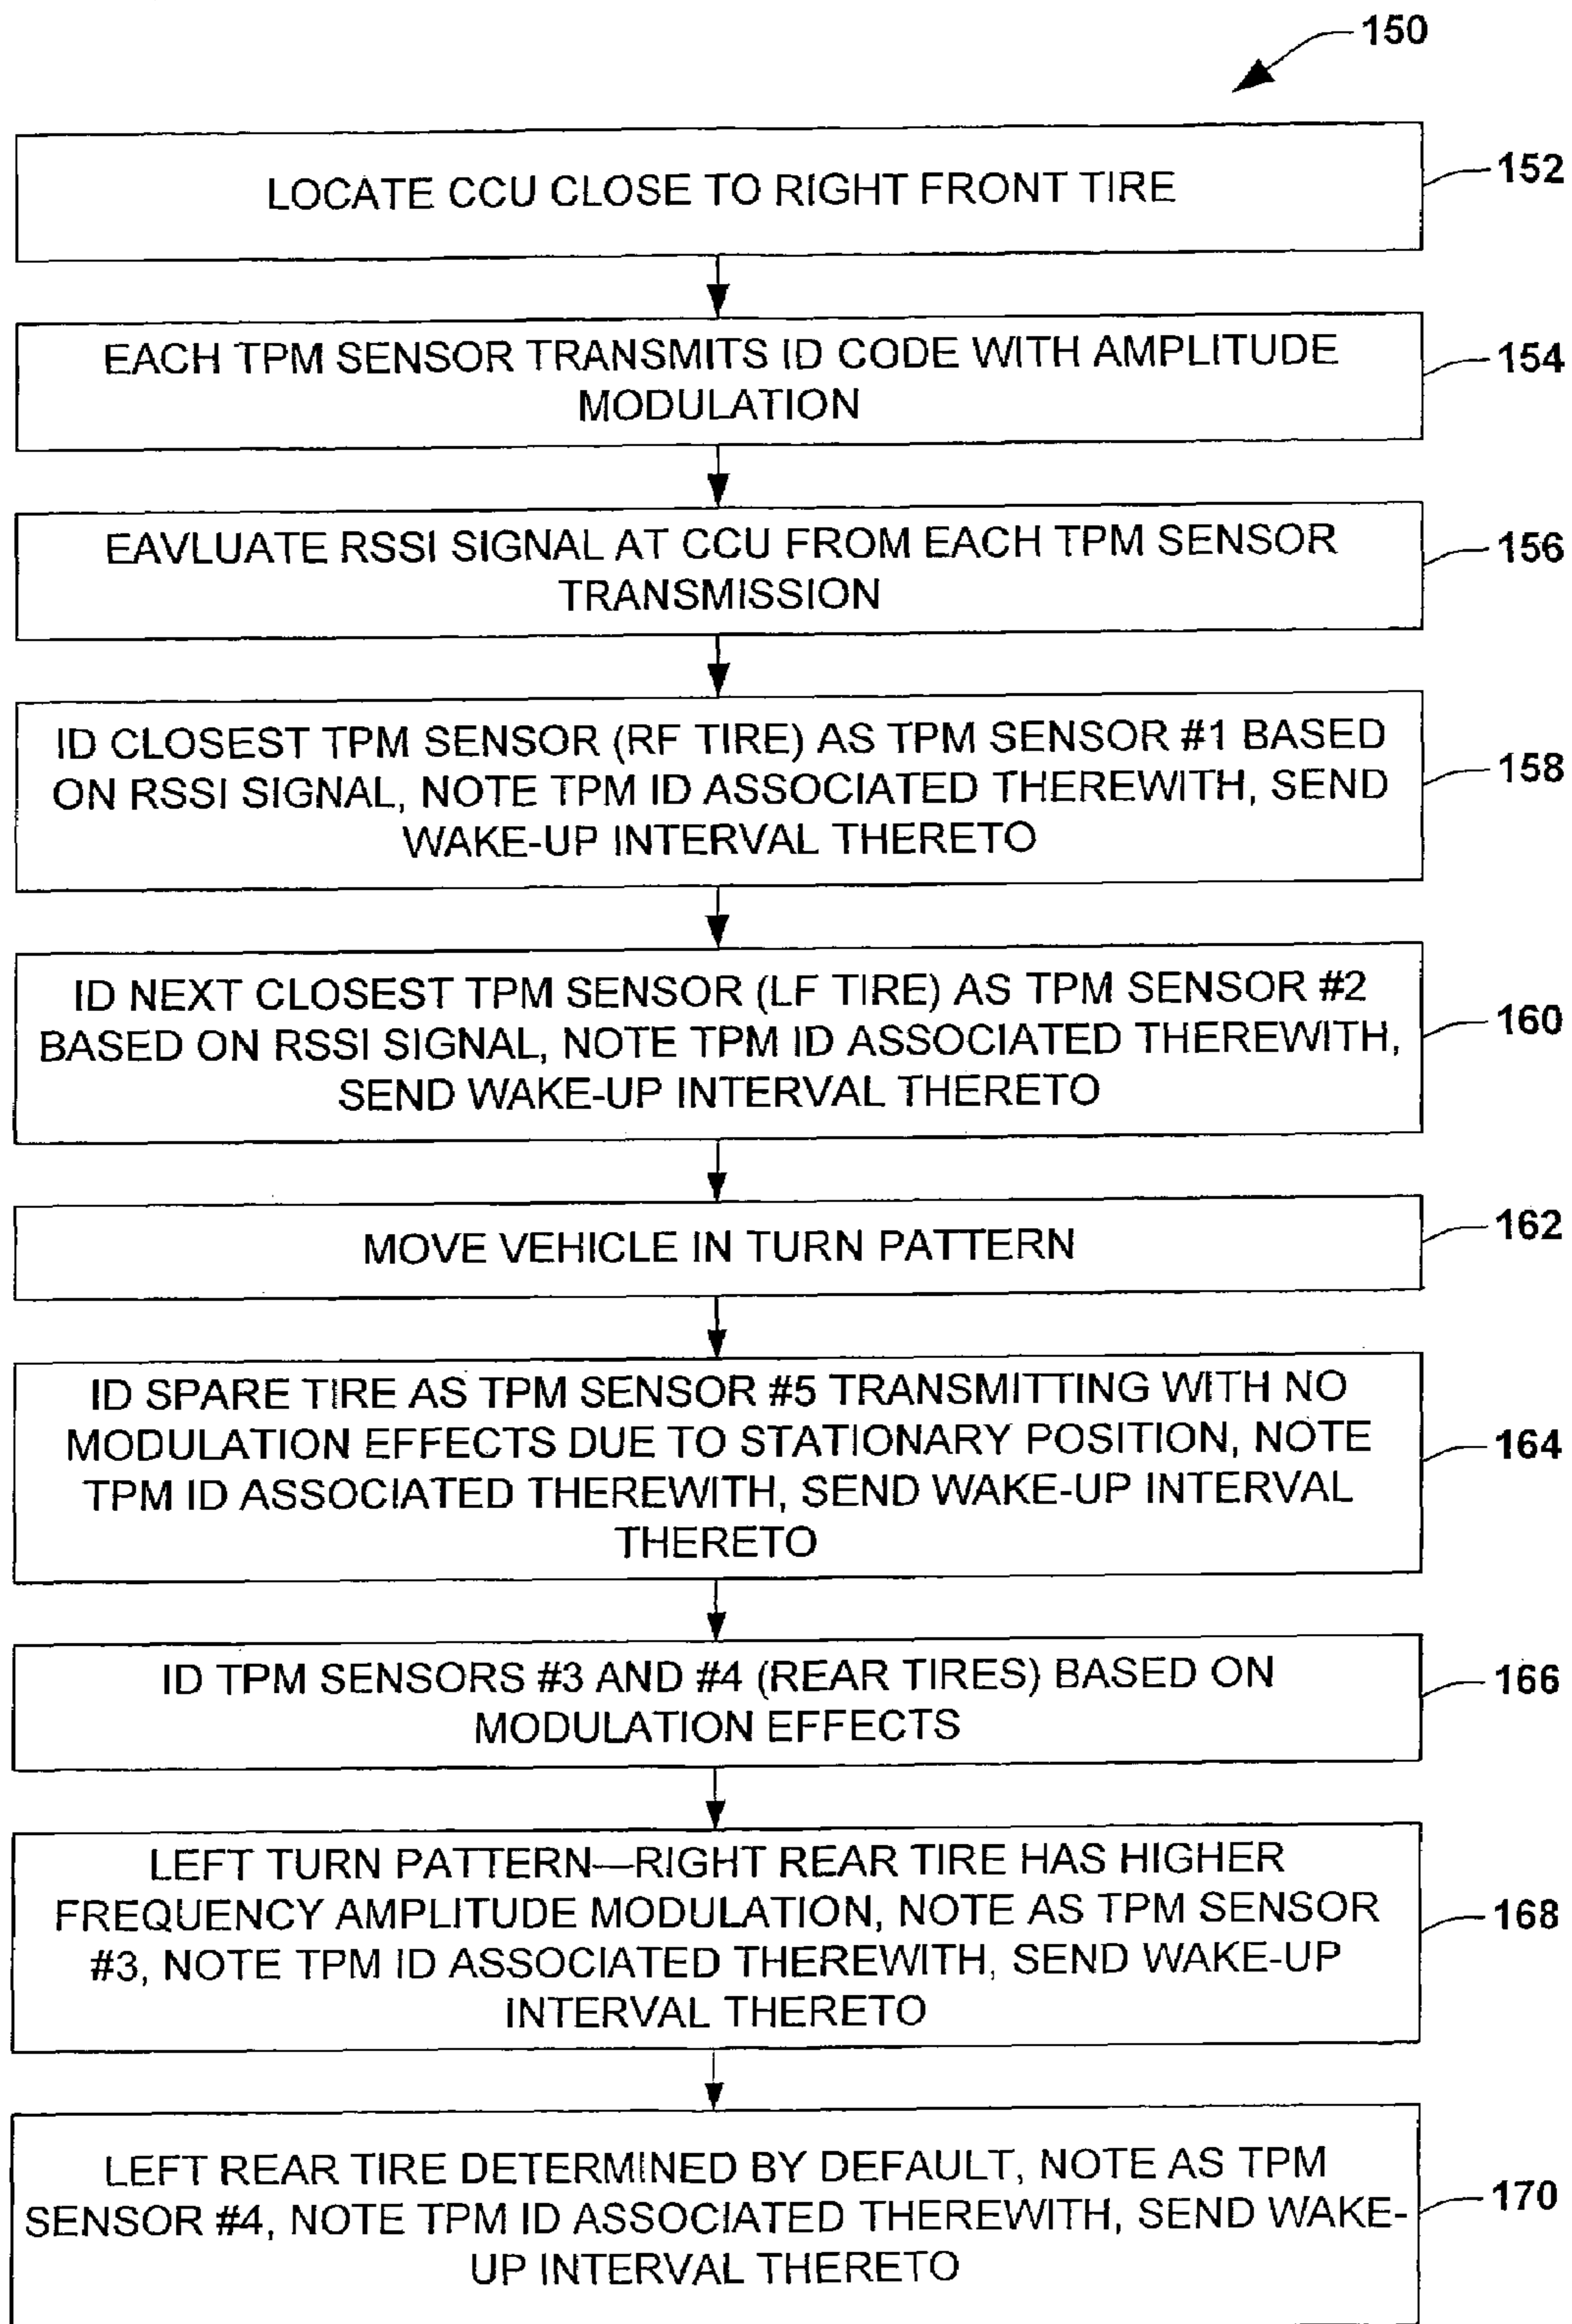 150
LOCATE CCU CLOSE TO RIGHT FRONT TIRE
152
EACH TPM SENSOR TRANSMITS ID CODE WITH AMPLITUDE
MODULATION
154
EAVLUATE RSSI SIGNAL AT CCU FROM EACH TPM SENSOR
TRANSMISSION
156
ID CLOSEST TPM SENSOR (RF TIRE) AS TPM SENSOR #1 BASED
ON RSSI SIGNAL, NOTE TPM ID ASSOCIATED THEREWITH, SEND
WAKE-UP INTERVAL THERETO
158
ID NEXT CLOSEST TPM SENSOR (LF TIRE) AS TPM SENSOR #2
BASED ON RSSI SIGNAL, NOTE TPM ID ASSOCIATED THEREWITH,
SEND WAKE-UP INTERVAL THERETO
160
MOVE VEHICLE IN TURN PATTERN
162
ID SPARE TIRE AS TPM SENSOR #5 TRANSMITTING WITH NO
MODULATION EFFECTS DUE TO STATIONARY POSITION, NOTE
TPM ID ASSOCIATED THEREWITH, SEND WAKE-UP INTERVAL
THERETO
164
ID TPM SENSORS #3 AND #4 (REAR TIRES) BASED ON
MODULATION EFFECTS
166
LEFT TURN PATTERN—RIGHT REAR TIRE HAS HIGHER
FREQUENCY AMPLITUDE MODULATION, NOTE AS TPM SENSOR
#3, NOTE TPM ID ASSOCIATED THEREWITH, SEND WAKE-UP
INTERVAL THERETO
168
LEFT REAR TIRE DETERMINED BY DEFAULT, NOTE AS TPM
SENSOR #4, NOTE TPM ID ASSOCIATED THEREWITH, SEND WAKE-
UP INTERVAL THERETO
170